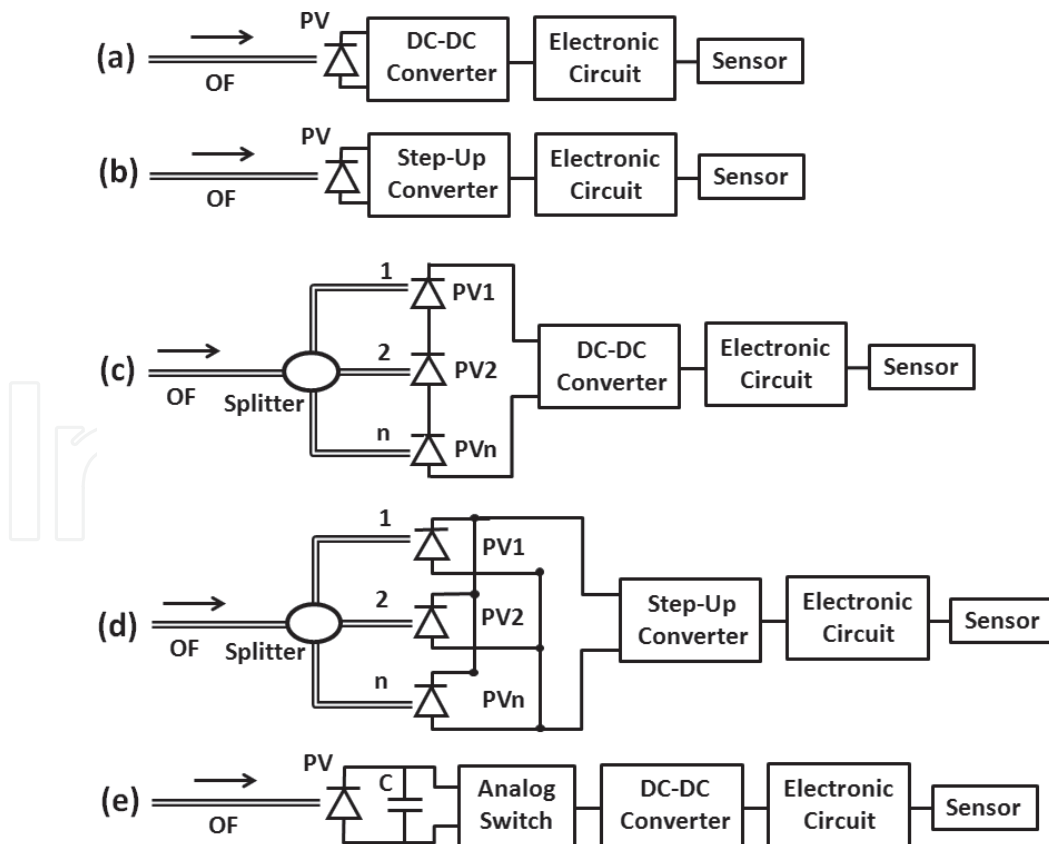 (a)
OF
PV
DC-DC
Converter
Electronic
Circuit
Sensor
(b)
OF
PV
Step-Up
Converter
Electronic
Circuit
Sensor
(c)
OF
Splitter
1
2
n
PV1
PV2
PVn
DC-DC
Converter
Electronic
Circuit
Sensor
(d)
OF
Splitter
1
2
n
PV1
PV2
PVn
Step-Up
Converter
Electronic
Circuit
Sensor
(e)
OF
PV
C
Analog
Switch
DC-DC
Converter
Electronic
Circuit
Sensor